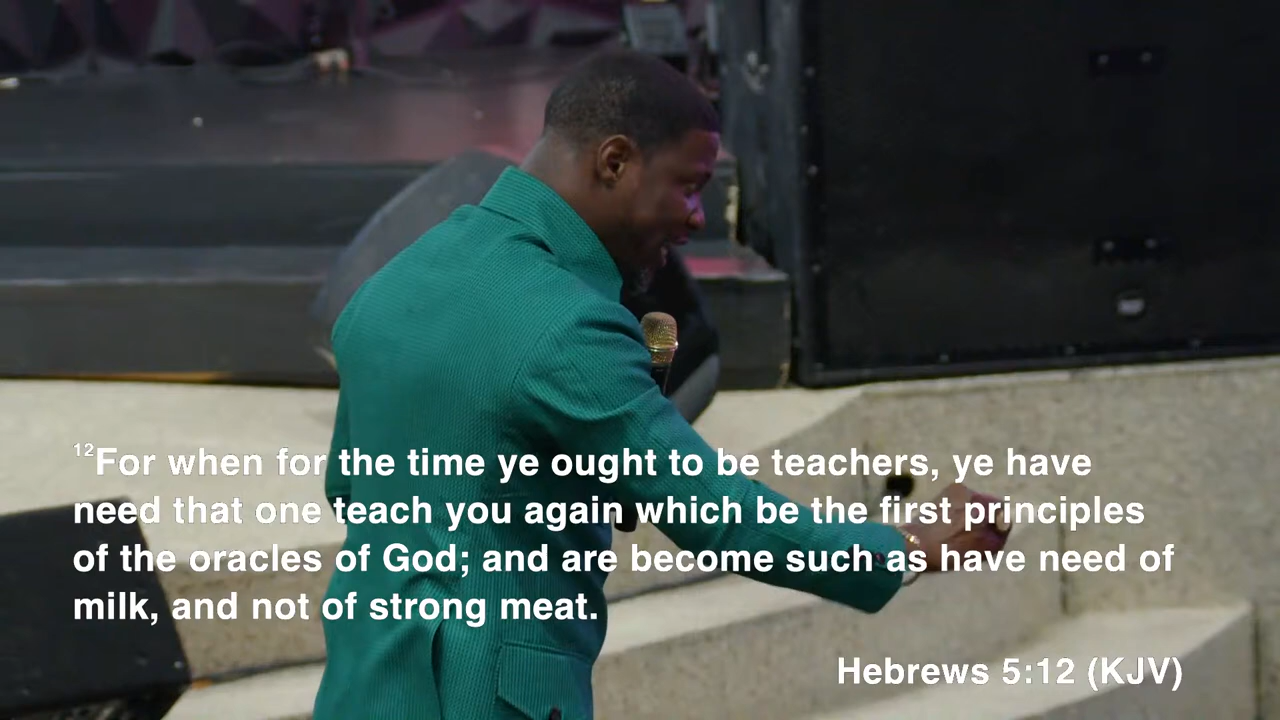 12For when for the time ye ought to be teachers, ye have
need that one teach you again which be the first principles
of the oracles of God; and are become such as have need of
milk, and not of strong meat.
Hebrews 5:12 (KJV)